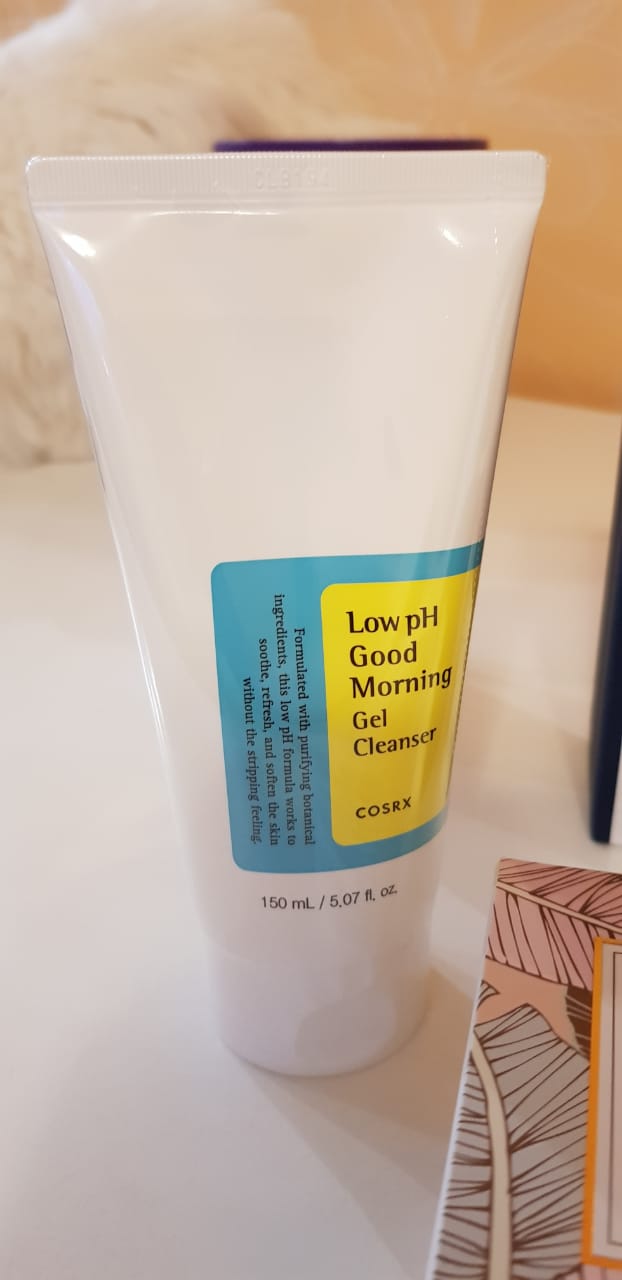 Low pH
Good
Morning
Gel
Cleanser
COSRX
Formulated with purifying botanical
ingredients, this low pH formula works to
soothe, refresh, and soften the skin
without the stripping feeling.
150 mL / 5.07 fl. oz.